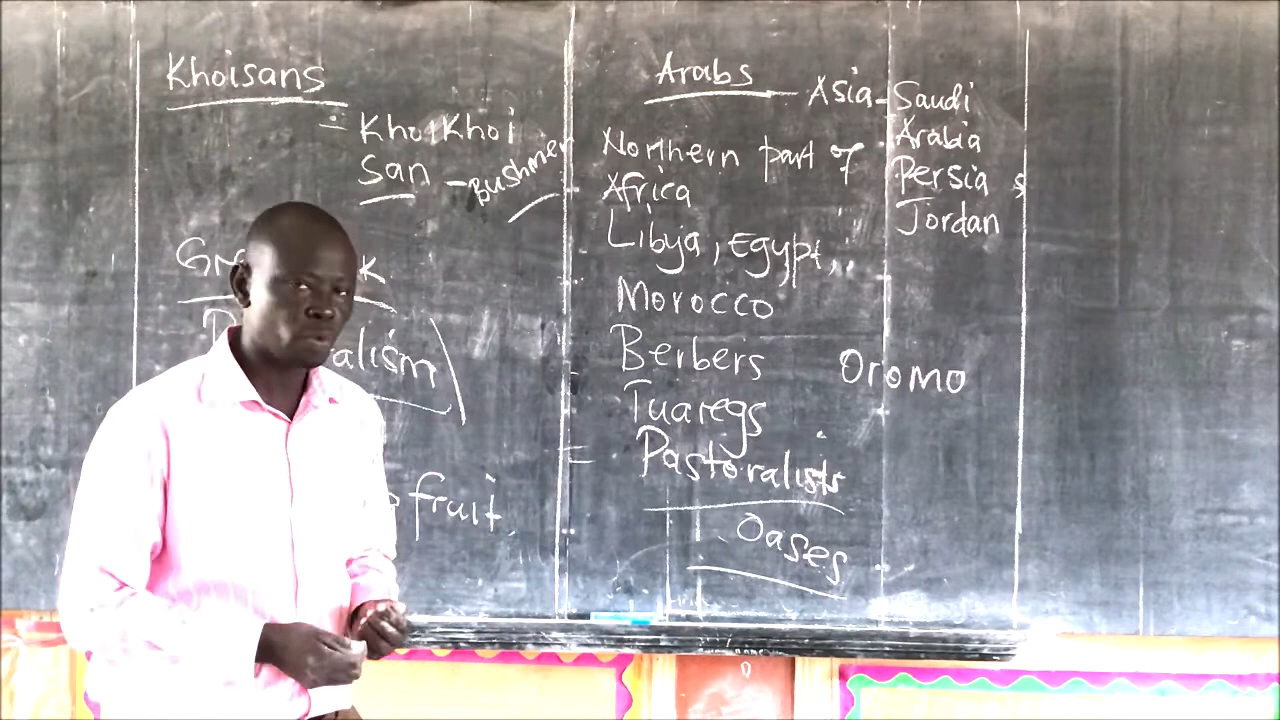 Khoisans
= Khoikhoi
San - Bushmen
alism)
fruit.
Arabs - Asia - Saudi
Arabia
Persia
Jordan
Northern part of
Africa
Libya, Egypt,
Morocco
Berbers
Oromo
Tuaregs
= Pastoralists
Oases